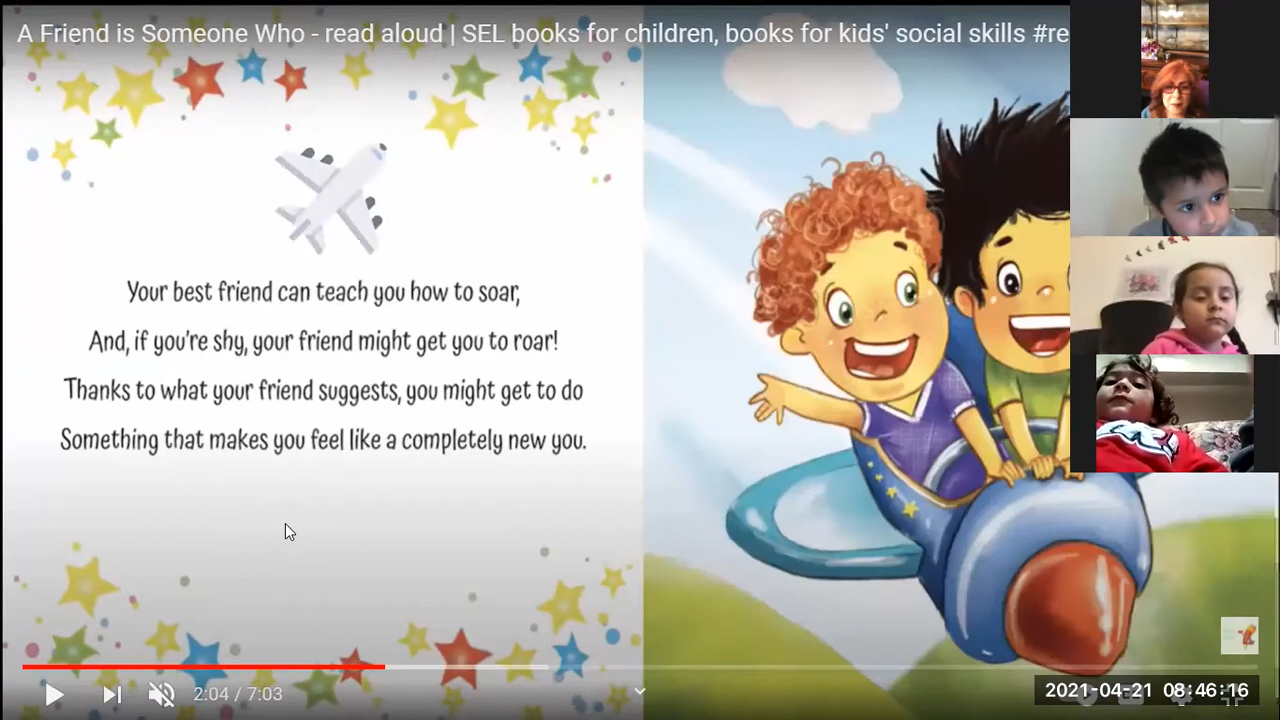 A Friend is Someone Who - read aloud | SEL books for children, books for kids' social skills #re
Your best friend can teach you how to soar,
And, if you're shy, your friend might get you to roar!
Thanks to what your friend suggests, you might get to do
Something that makes you feel like a completely new you.
2:04 / 7:03
2021-04-21 08:46:16